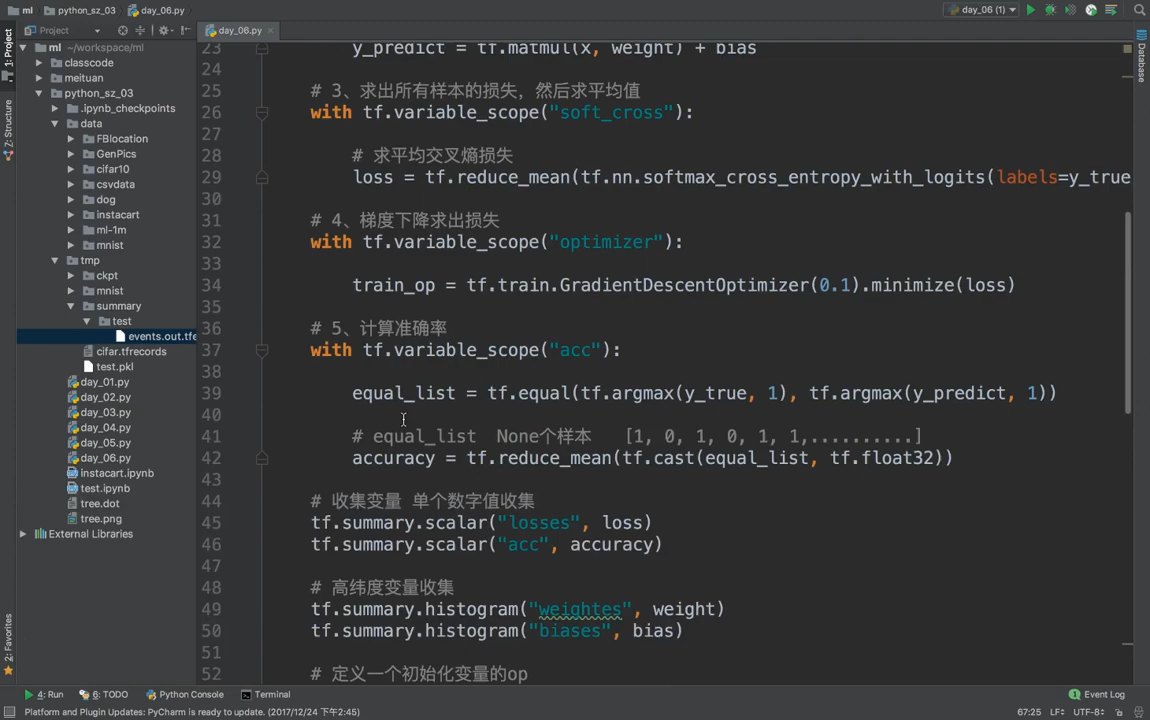 ml
python_sz_03
day_06.py
day_06 (1)
Project
day_06.py
1: Project
Z: Structure
2: Favorites
Database
ml ~/workspace/ml
classcode
meituan
python_sz_03
.ipynb_checkpoints
data
FBlocation
GenPics
cifar10
csvdata
dog
instacart
ml-1m
mnist
tmp
ckpt
mnist
summary
test
events.out.tfe
cifar.tfrecords
test.pkl
day_01.py
day_02.py
day_03.py
day_04.py
day_05.py
day_06.py
instacart.ipynb
test.ipynb
tree.dot
tree.png
External Libraries
23 y_predict = tf.matmul(x, weight) + bias
24
25 # 3、求出所有样本的损失，然后求平均值
26 with tf.variable_scope("soft_cross"):
27
28 # 求平均交叉熵损失
29 loss = tf.reduce_mean(tf.nn.softmax_cross_entropy_with_logits(labels=y_true
30
31 # 4、梯度下降求出损失
32 with tf.variable_scope("optimizer"):
33
34 train_op = tf.train.GradientDescentOptimizer(0.1).minimize(loss)
35
36 # 5、计算准确率
37 with tf.variable_scope("acc"):
38
39 equal_list = tf.equal(tf.argmax(y_true, 1), tf.argmax(y_predict, 1))
40
41 # equal_list  None个样本   [1, 0, 1, 0, 1, 1,..........]
42 accuracy = tf.reduce_mean(tf.cast(equal_list, tf.float32))
43
44 # 收集变量 单个数字值收集
45 tf.summary.scalar("losses", loss)
46 tf.summary.scalar("acc", accuracy)
47
48 # 高纬度变量收集
49 tf.summary.histogram("weightes", weight)
50 tf.summary.histogram("biases", bias)
51
52 # 定义一个初始化变量的op
4: Run
6: TODO
Python Console
Terminal
1 Event Log
Platform and Plugin Updates: PyCharm is ready to update. (2017/12/24 下午2:45)
67:25 LF÷ UTF-8÷